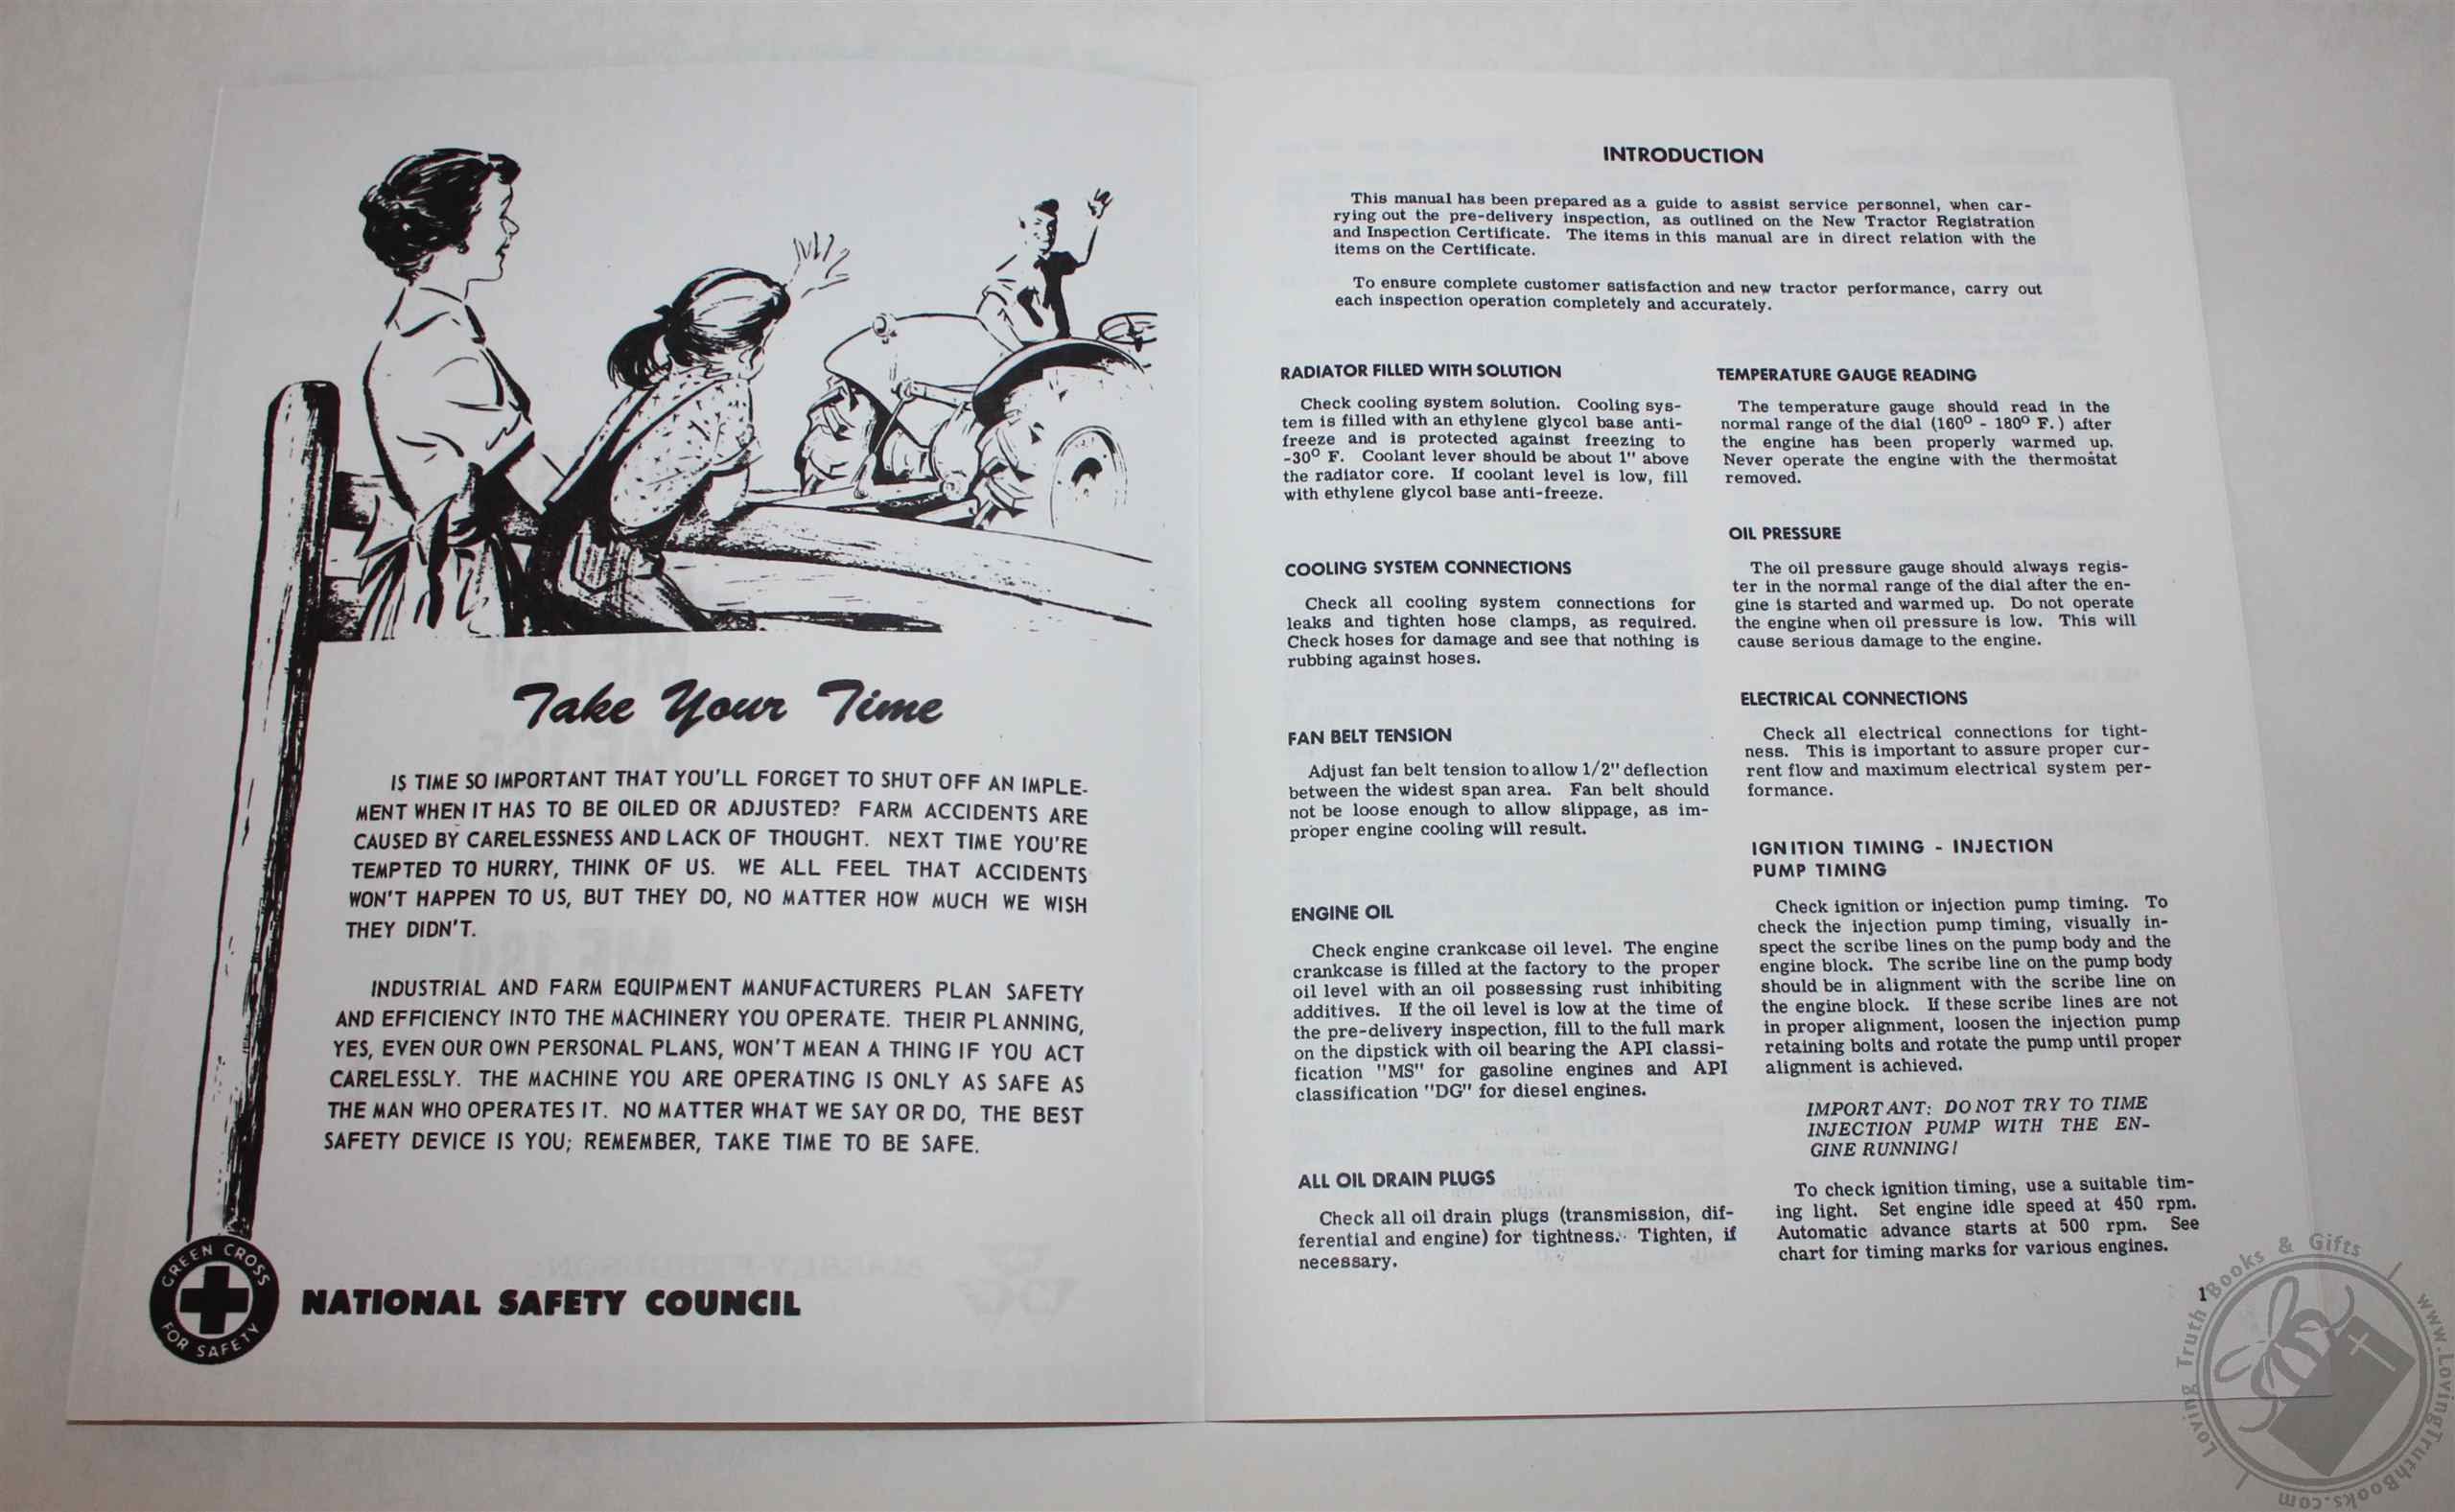 Take Your Time
IS TIME SO IMPORTANT THAT YOU'LL FORGET TO SHUT OFF AN IMPLE-
MENT WHEN IT HAS TO BE OILED OR ADJUSTED? FARM ACCIDENTS ARE
CAUSED BY CARELESSNESS AND LACK OF THOUGHT. NEXT TIME YOU'RE
TEMPTED TO HURRY, THINK OF US. WE ALL FEEL THAT ACCIDENTS
WON'T HAPPEN TO US, BUT THEY DO, NO MATTER HOW MUCH WE WISH
THEY DIDN'T.
INDUSTRIAL AND FARM EQUIPMENT MANUFACTURERS PLAN SAFETY
AND EFFICIENCY INTO THE MACHINERY YOU OPERATE. THEIR PLANNING,
YES, EVEN OUR OWN PERSONAL PLANS, WON'T MEAN A THING IF YOU ACT
CARELESSLY. THE MACHINE YOU ARE OPERATING IS ONLY AS SAFE AS
THE MAN WHO OPERATES IT. NO MATTER WHAT WE SAY OR DO, THE BEST
SAFETY DEVICE IS YOU; REMEMBER, TAKE TIME TO BE SAFE.
GREEN CROSS
FOR SAFETY
NATIONAL SAFETY COUNCIL
INTRODUCTION
This manual has been prepared as a guide to assist service personnel, when car-
rying out the pre-delivery inspection, as outlined on the New Tractor Registration
and Inspection Certificate. The items in this manual are in direct relation with the
items on the Certificate.
To ensure complete customer satisfaction and new tractor performance, carry out
each inspection operation completely and accurately.
RADIATOR FILLED WITH SOLUTION
Check cooling system solution. Cooling sys-
tem is filled with an ethylene glycol base anti-
freeze and is protected against freezing to
-30° F. Coolant lever should be about 1" above
the radiator core. If coolant level is low, fill
with ethylene glycol base anti-freeze.
COOLING SYSTEM CONNECTIONS
Check all cooling system connections for
leaks and tighten hose clamps, as required.
Check hoses for damage and see that nothing is
rubbing against hoses.
FAN BELT TENSION
Adjust fan belt tension to allow 1/2" deflection
between the widest span area. Fan belt should
not be loose enough to allow slippage, as im-
proper engine cooling will result.
ENGINE OIL
Check engine crankcase oil level. The engine
crankcase is filled at the factory to the proper
oil level with an oil possessing rust inhibiting
additives. If the oil level is low at the time of
the pre-delivery inspection, fill to the full mark
on the dipstick with oil bearing the API classi-
fication "MS" for gasoline engines and API
classification "DG" for diesel engines.
ALL OIL DRAIN PLUGS
Check all oil drain plugs (transmission, dif-
ferential and engine) for tightness. Tighten, if
necessary.
TEMPERATURE GAUGE READING
The temperature gauge should read in the
normal range of the dial (160° - 180° F.) after
the engine has been properly warmed up.
Never operate the engine with the thermostat
removed.
OIL PRESSURE
The oil pressure gauge should always regis-
ter in the normal range of the dial after the en-
gine is started and warmed up. Do not operate
the engine when oil pressure is low. This will
cause serious damage to the engine.
ELECTRICAL CONNECTIONS
Check all electrical connections for tight-
ness. This is important to assure proper cur-
rent flow and maximum electrical system per-
formance.
IGNITION TIMING - INJECTION
PUMP TIMING
Check ignition or injection pump timing. To
check the injection pump timing, visually in-
spect the scribe lines on the pump body and the
engine block. The scribe line on the pump body
should be in alignment with the scribe line on
the engine block. If these scribe lines are not
in proper alignment, loosen the injection pump
retaining bolts and rotate the pump until proper
alignment is achieved.
IMPORTANT: DO NOT TRY TO TIME
INJECTION PUMP WITH THE EN-
GINE RUNNING!
To check ignition timing, use a suitable tim-
ing light. Set engine idle speed at 450 rpm.
Automatic advance starts at 500 rpm. See
chart for timing marks for various engines.
1
Loving Truth Books & Gifts
www.LovingTruthBooks.com